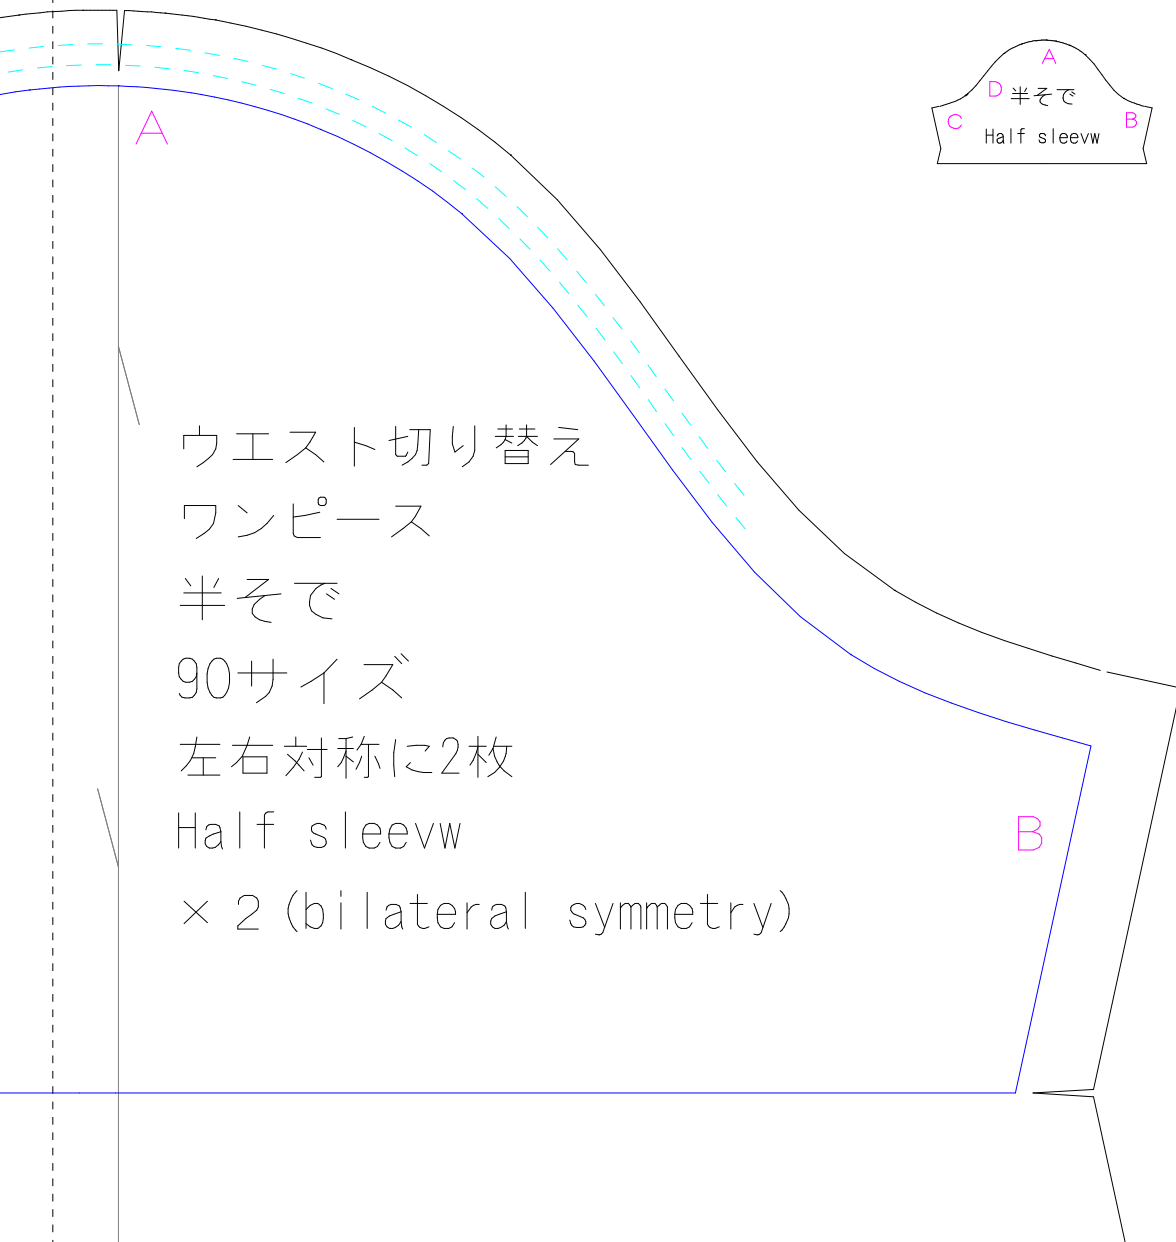 A
A
D
半そで
C
B
Half sleevw
ウエスト切り替え
ワンピース
半そで
90サイズ
左右対称に2枚
Half sleevw
B
×２(bilateral symmetry)